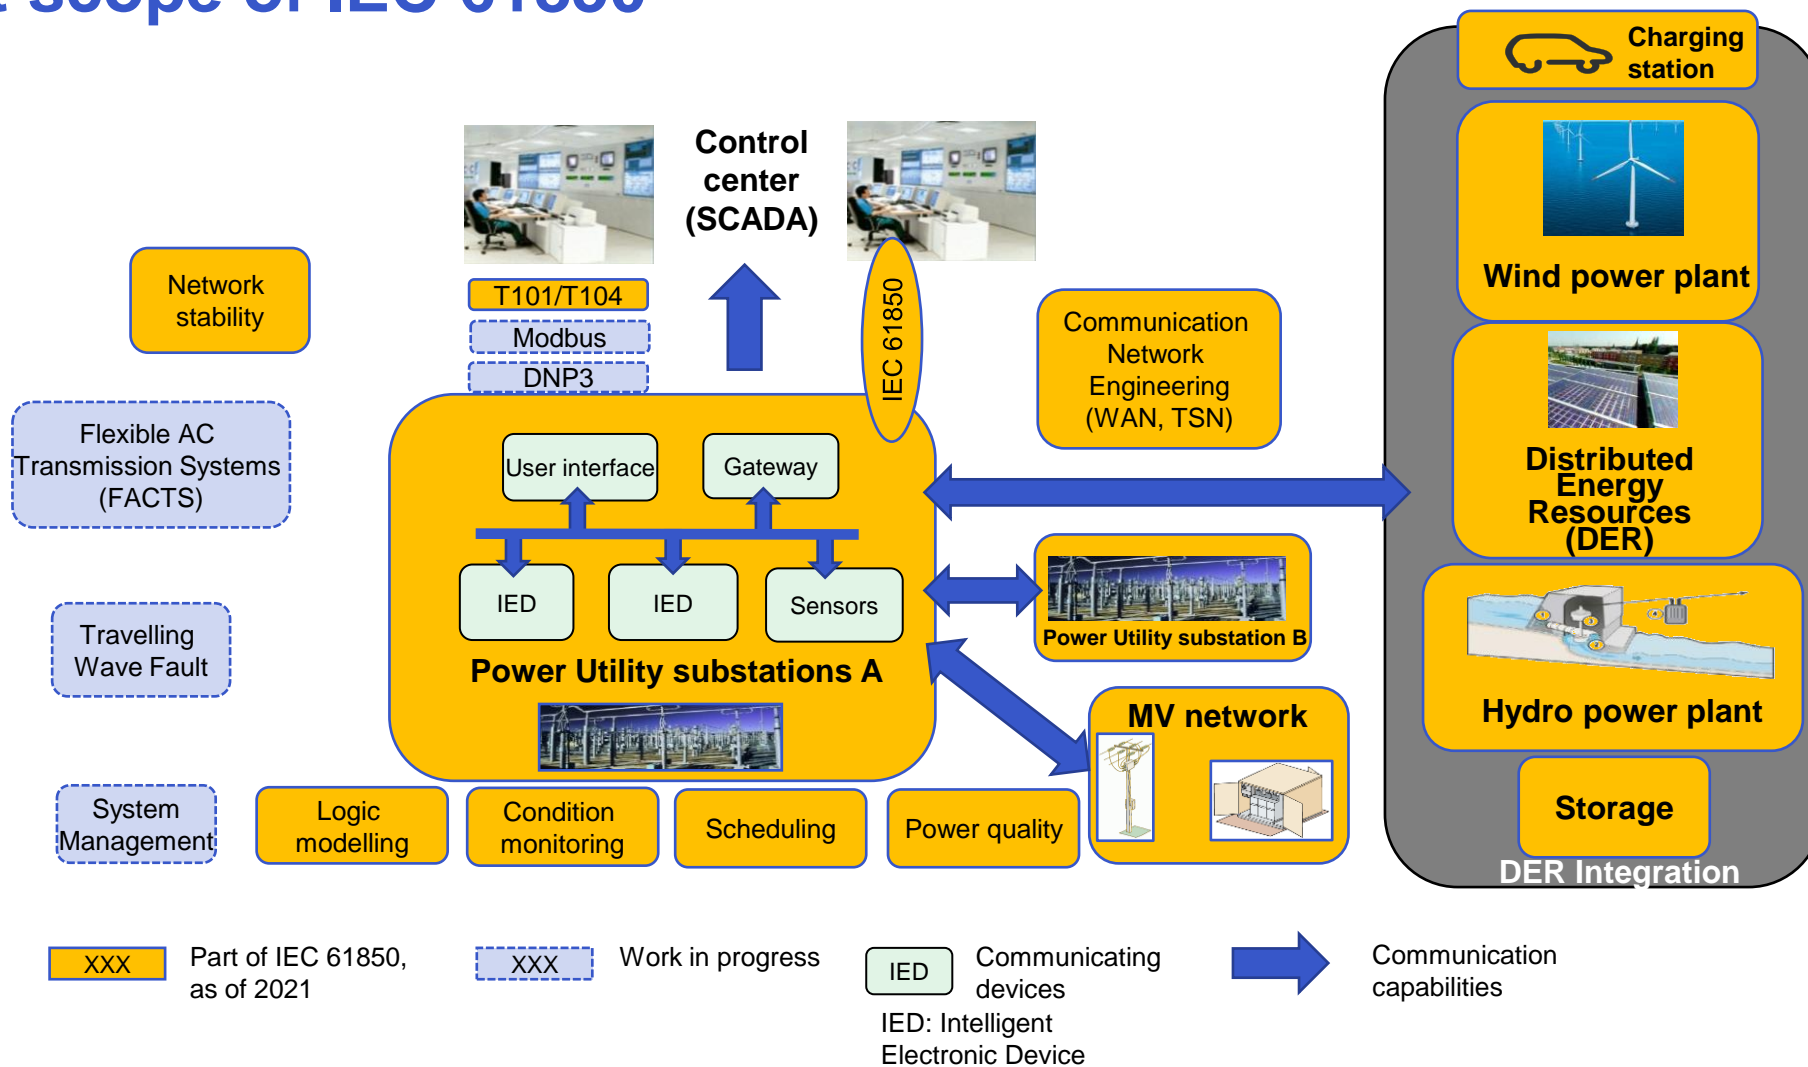 scope of IEC 61850
Charging
station
Control
center
(SCADA)
Wind power plant
Network
stability
T101/T104
Modbus
DNP3
IEC 61850
Communication
Network
Engineering
(WAN, TSN)
Flexible AC
Transmission Systems
(FACTS)
User interface
Gateway
Distributed
Energy
Resources
(DER)
IED
IED
Sensors
Power Utility substation B
Travelling
Wave Fault
Power Utility substations A
MV network
Hydro power plant
System
Management
Logic
modelling
Condition
monitoring
Scheduling
Power quality
Storage
DER Integration
XXX
Part of IEC 61850,
as of 2021
XXX
Work in progress
IED
Communicating
devices
IED: Intelligent
Electronic Device
Communication
capabilities